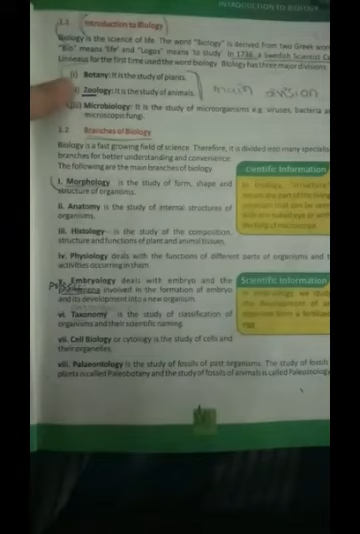 INTRODUCTION TO BIOLOGY
1.1 Introduction to Biology
Biology is the science of life. The word "Biology" is derived from two Greek
"Bio" means 'life' and "Logos" means 'to study'. In 1736, a Swedish Scientist
Linnaeus for the first time used the word biology. Biology has three major divisions
(i) Botany: It is the study of plants.
main division
Zoology: It is the study of animals.
(iii) Microbiology: It is the study of microorganisms e.g. viruses, bacteria
microscopic fungi.
1.2 Branches of Biology
Biology is a fast growing field of science. Therefore, it is divided into many
branches for better understanding and convenience.
The following are the main branches of biology
i. Morphology is the study of form, shape and
structure of organisms.
ii. Anatomy is the study of internal structures of
organisms.
iii. Histology is the study of the composition,
structure and functions of plant and animal tissues.
Scientific Information
In biology, "structure"
iv. Physiology deals with the functions of different parts of organisms and
activities occurring in them.
v. Embryology deals with embryo and the
involved in the formation of embryo
and its development into a new organism.
Scientific Information
vi. Taxonomy is the study of classification of
organisms and their scientific naming.
vii. Cell Biology or cytology is the study of cells and
their organelles.
viii. Palaeontology is the study of fossils of past organisms. The study of fossils
plants is called Paleobotany and the study of fossils of animals is called